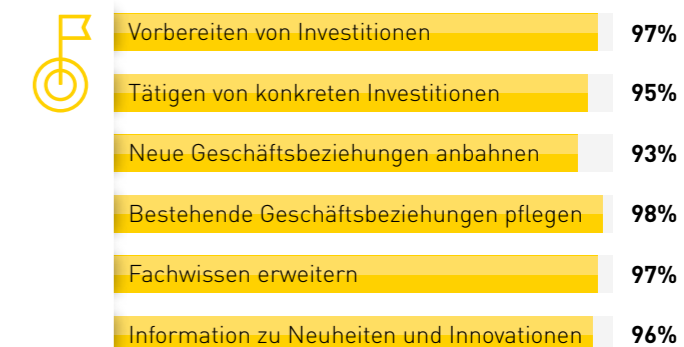 Vorbereiten von Investitionen 97%
Tätigen von konkreten Investitionen 95%
Neue Geschäftsbeziehungen anbahnen 93%
Bestehende Geschäftsbeziehungen pflegen 98%
Fachwissen erweitern 97%
Information zu Neuheiten und Innovationen 96%